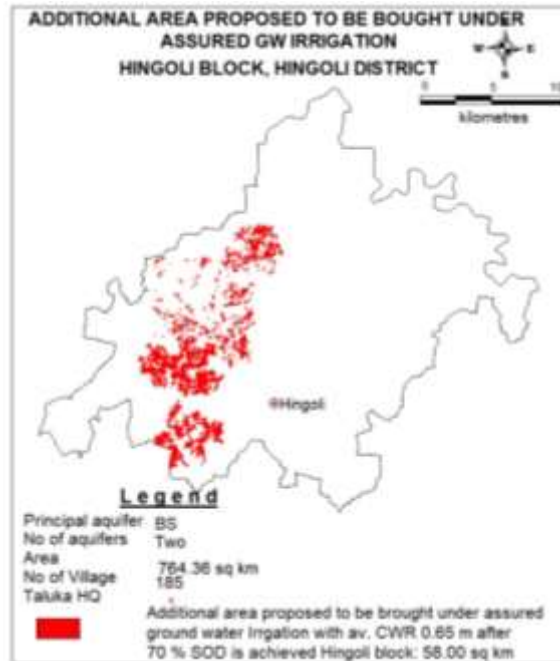 ADDITIONAL AREA PROPOSED TO BE BOUGHT UNDER
ASSURED GW IRRIGATION
HINGOLI BLOCK, HINGOLI DISTRICT
N
W E
S
0 5 10
kilometres
Hingoli
Legend
Principal aquifer BS
No of aquifers Two
Area 764.36 sq km
No of Village 185
Taluka HQ
Additional area proposed to be brought under assured
ground water Irrigation with av. CWR 0.65 m after
70 % SOD is achieved Hingoli block: 58.00 sq km